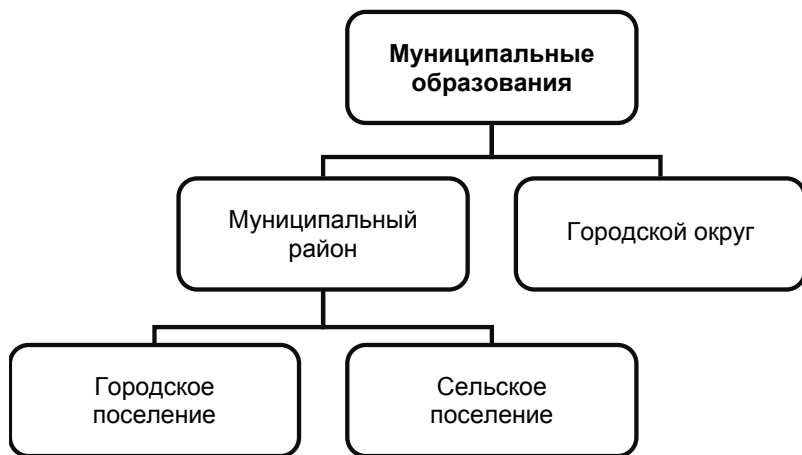 Муниципальные
образования
Муниципальный
район
Городской округ
Городское
поселение
Сельское
поселение